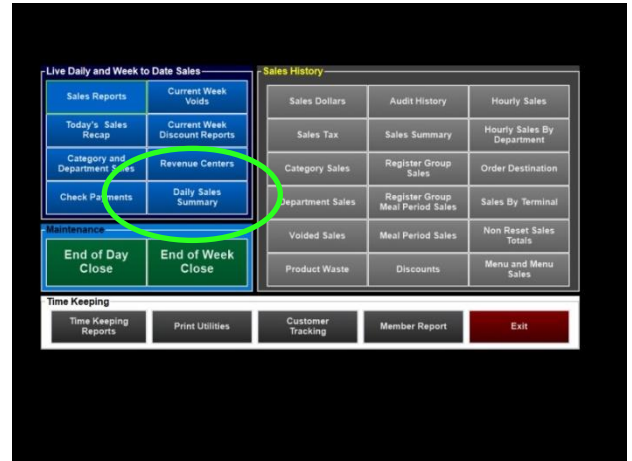 Live Daily and Week to Date Sales
Sales Reports
Current Week
Voids
Today's Sales
Recap
Current Week
Discount Reports
Category and
Department Sales
Revenue Centers
Check Payments
Daily Sales
Summary
Maintenance
End of Day
Close
End of Week
Close
Sales History
Sales Dollars
Audit History
Hourly Sales
Sales Tax
Sales Summary
Hourly Sales By
Department
Category Sales
Register Group
Sales
Order Destination
Department Sales
Register Group
Meal Period Sales
Sales By Terminal
Voided Sales
Meal Period Sales
Non Reset Sales
Totals
Product Waste
Discounts
Menu and Menu
Sales
Time Keeping
Time Keeping
Reports
Print Utilities
Customer
Tracking
Member Report
Exit